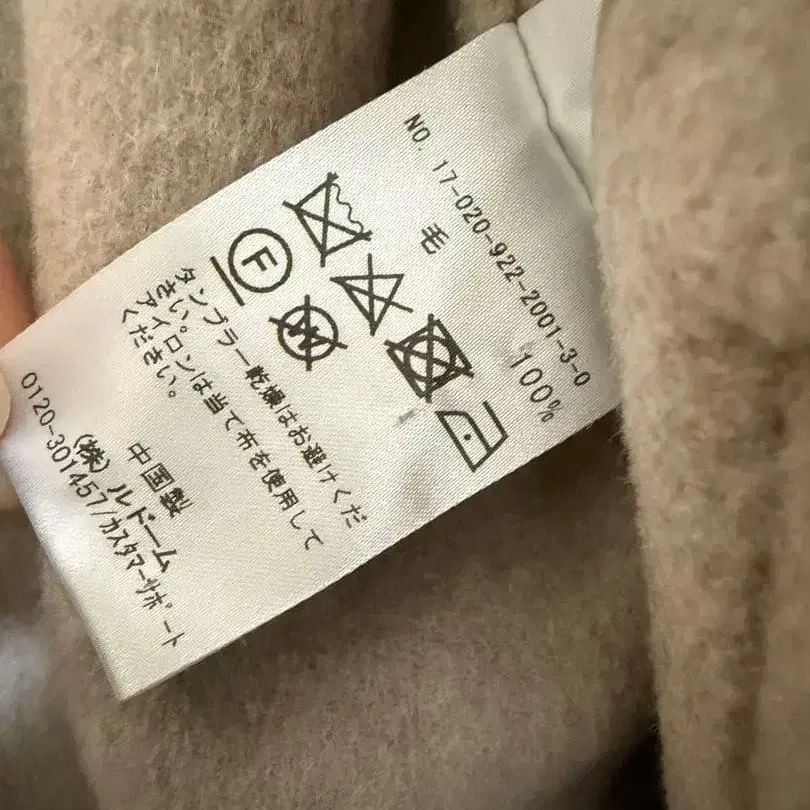 NO. 17-020-922-2001-3-0
毛 100%
F
W
タンブラー乾燥はお避けくだ
さい。
アイロンは当て布を使用して
ください。
中国製
(株) ルドーム
0120-301457/カスタマーサポート